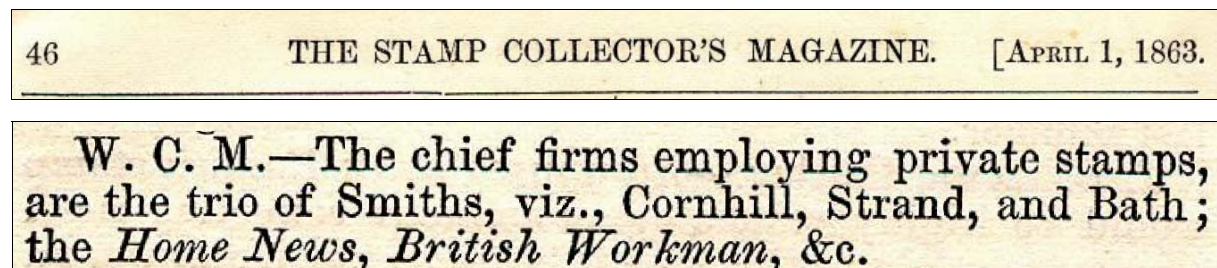 46 THE STAMP COLLECTOR'S MAGAZINE. [APRIL 1, 1863.
W. C. M.—The chief firms employing private stamps,
are the trio of Smiths, viz., Cornhill, Strand, and Bath;
the Home News, British Workman, &c.